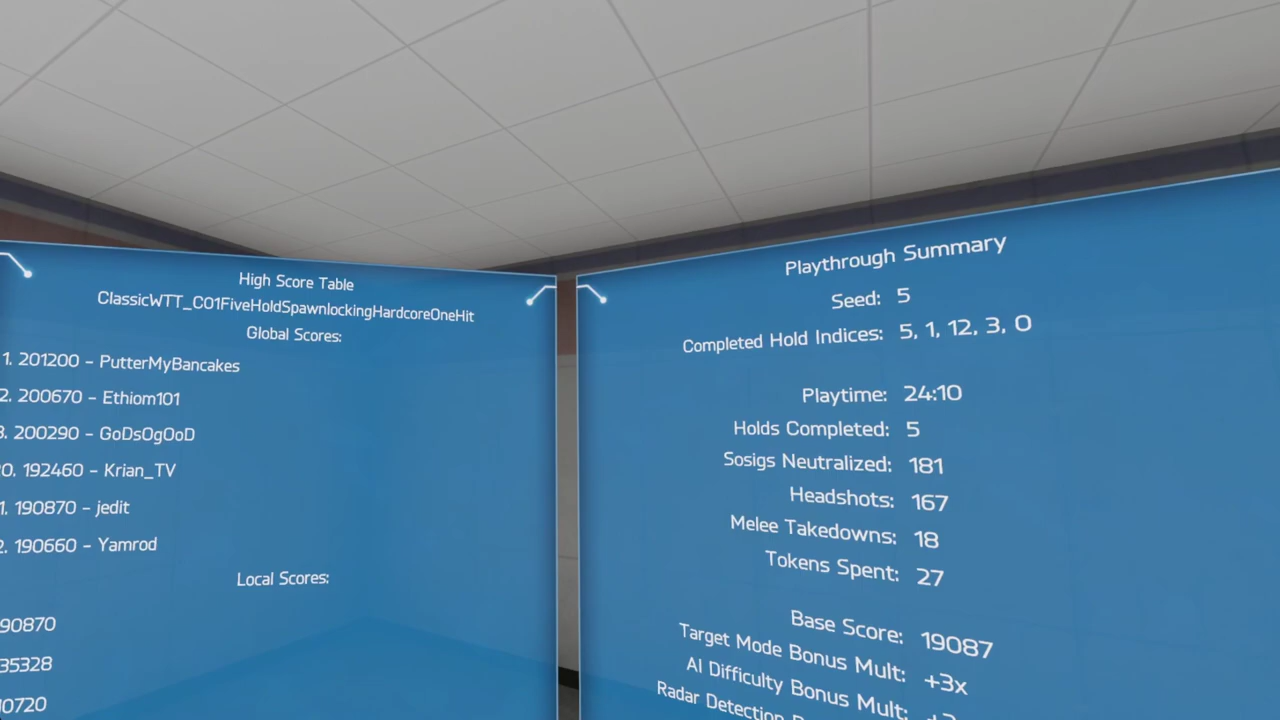 High Score Table
ClassicWTT_C01FiveHoldSpawnlockingHardcoreOneHit
Global Scores:
1. 201200 - PutterMyBancakes
2. 200670 - Ethiom101
3. 200290 - GoDsOgOoD
0. 192460 - Krian_TV
1. 190870 - jedit
2. 190660 - Yamrod
Local Scores:
90870
35328
10720
Playthrough Summary
Seed: 5
Completed Hold Indices: 5, 1, 12, 3, 0
Playtime: 24:10
Holds Completed: 5
Sosigs Neutralized: 181
Headshots: 167
Melee Takedowns: 18
Tokens Spent: 27
Base Score: 19087
Target Mode Bonus Mult: +3x
AI Difficulty Bonus Mult:
Radar Detection